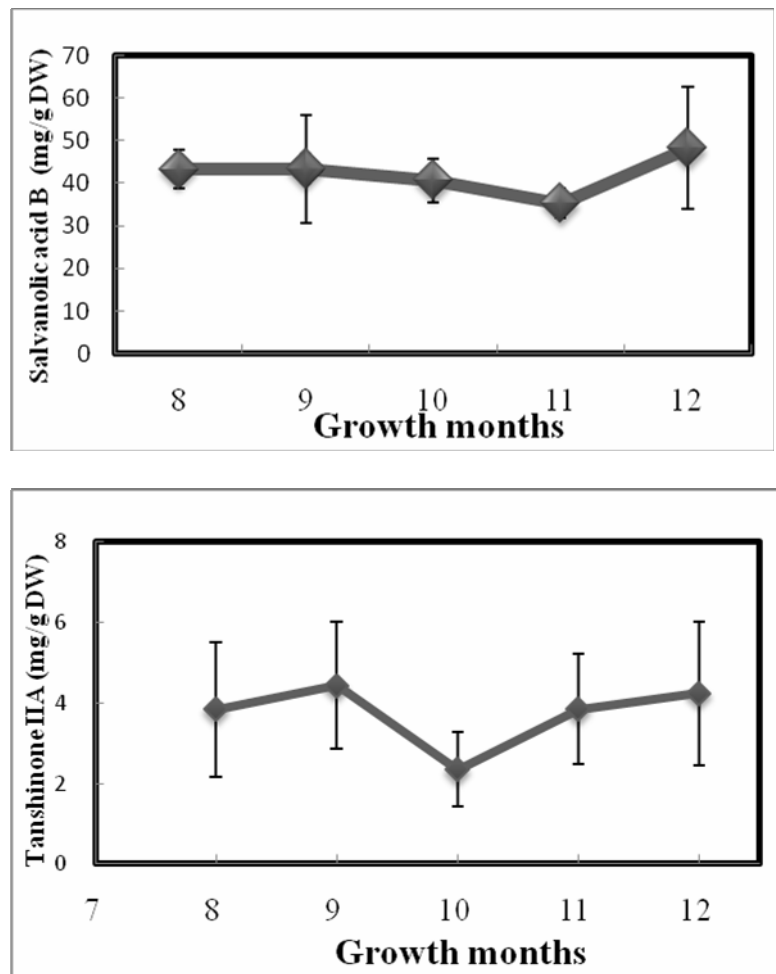 Salvanolic acid B (mg/g DW)
70
60
50
40
30
20
10
0
8 9 10 11 12
Growth months
Tanshinone IIA (mg/g DW)
8
6
4
2
0
7 8 9 10 11 12
Growth months